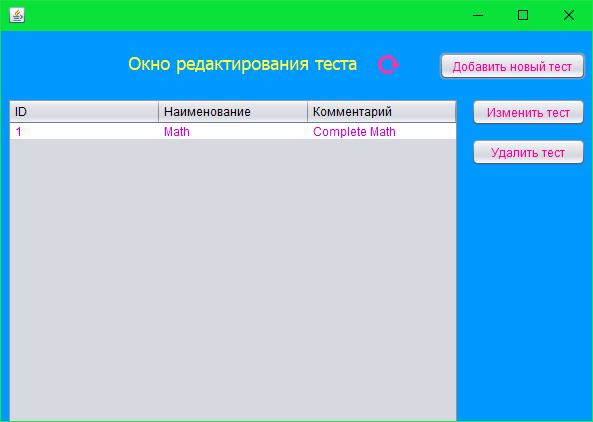 Окно редактирования теста
Добавить новый тест
ID Наименование Комментарий
1 Math Complete Math
Изменить тест
Удалить тест